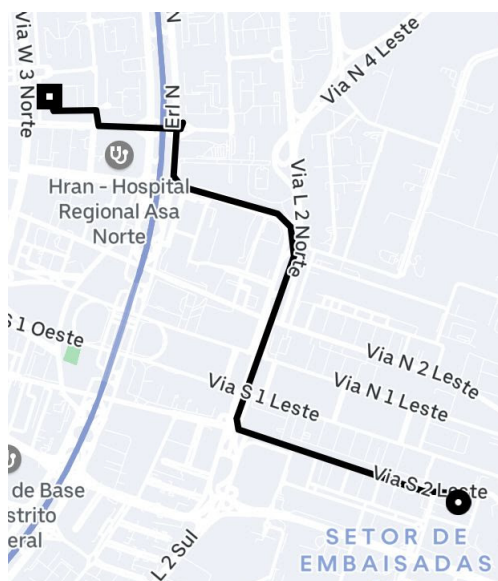 Via W 3 Norte
N
Via N 4 Leste
Erl N
Hran - Hospital
Regional Asa
Norte
Via L 2 Norte
S 1 Oeste
Via N 2 Leste
Via N 1 Leste
Via S 1 Leste
Via S 2 Leste
de Base
strito
eral
L 2 Sul
SETOR DE
EMBAISADAS